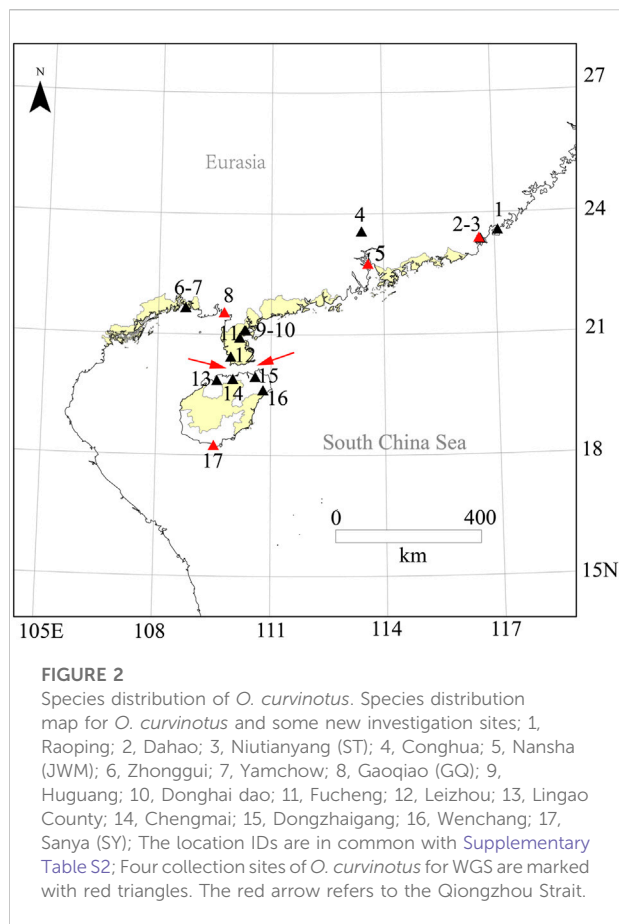 N
27
Eurasia
24
4
2-3
1
5
6-7
8
21
11
9-10
12
13
15
14
16
South China Sea
18
17
0 400
km
15N
105E 108 111 114 117
FIGURE 2
Species distribution of O. curvinotus. Species distribution
map for O. curvinotus and some new investigation sites; 1,
Raoping; 2, Dahao; 3, Niutianyang (ST); 4, Conghua; 5, Nansha
(JWM); 6, Zhonggui; 7, Yamchow; 8, Gaoqiao (GQ); 9,
Huguang; 10, Donghai dao; 11, Fucheng; 12, Leizhou; 13, Lingao
County; 14, Chengmai; 15, Dongzhaigang; 16, Wenchang; 17,
Sanya (SY); The location IDs are in common with Supplementary
Table S2; Four collection sites of O. curvinotus for WGS are marked
with red triangles. The red arrow refers to the Qiongzhou Strait.